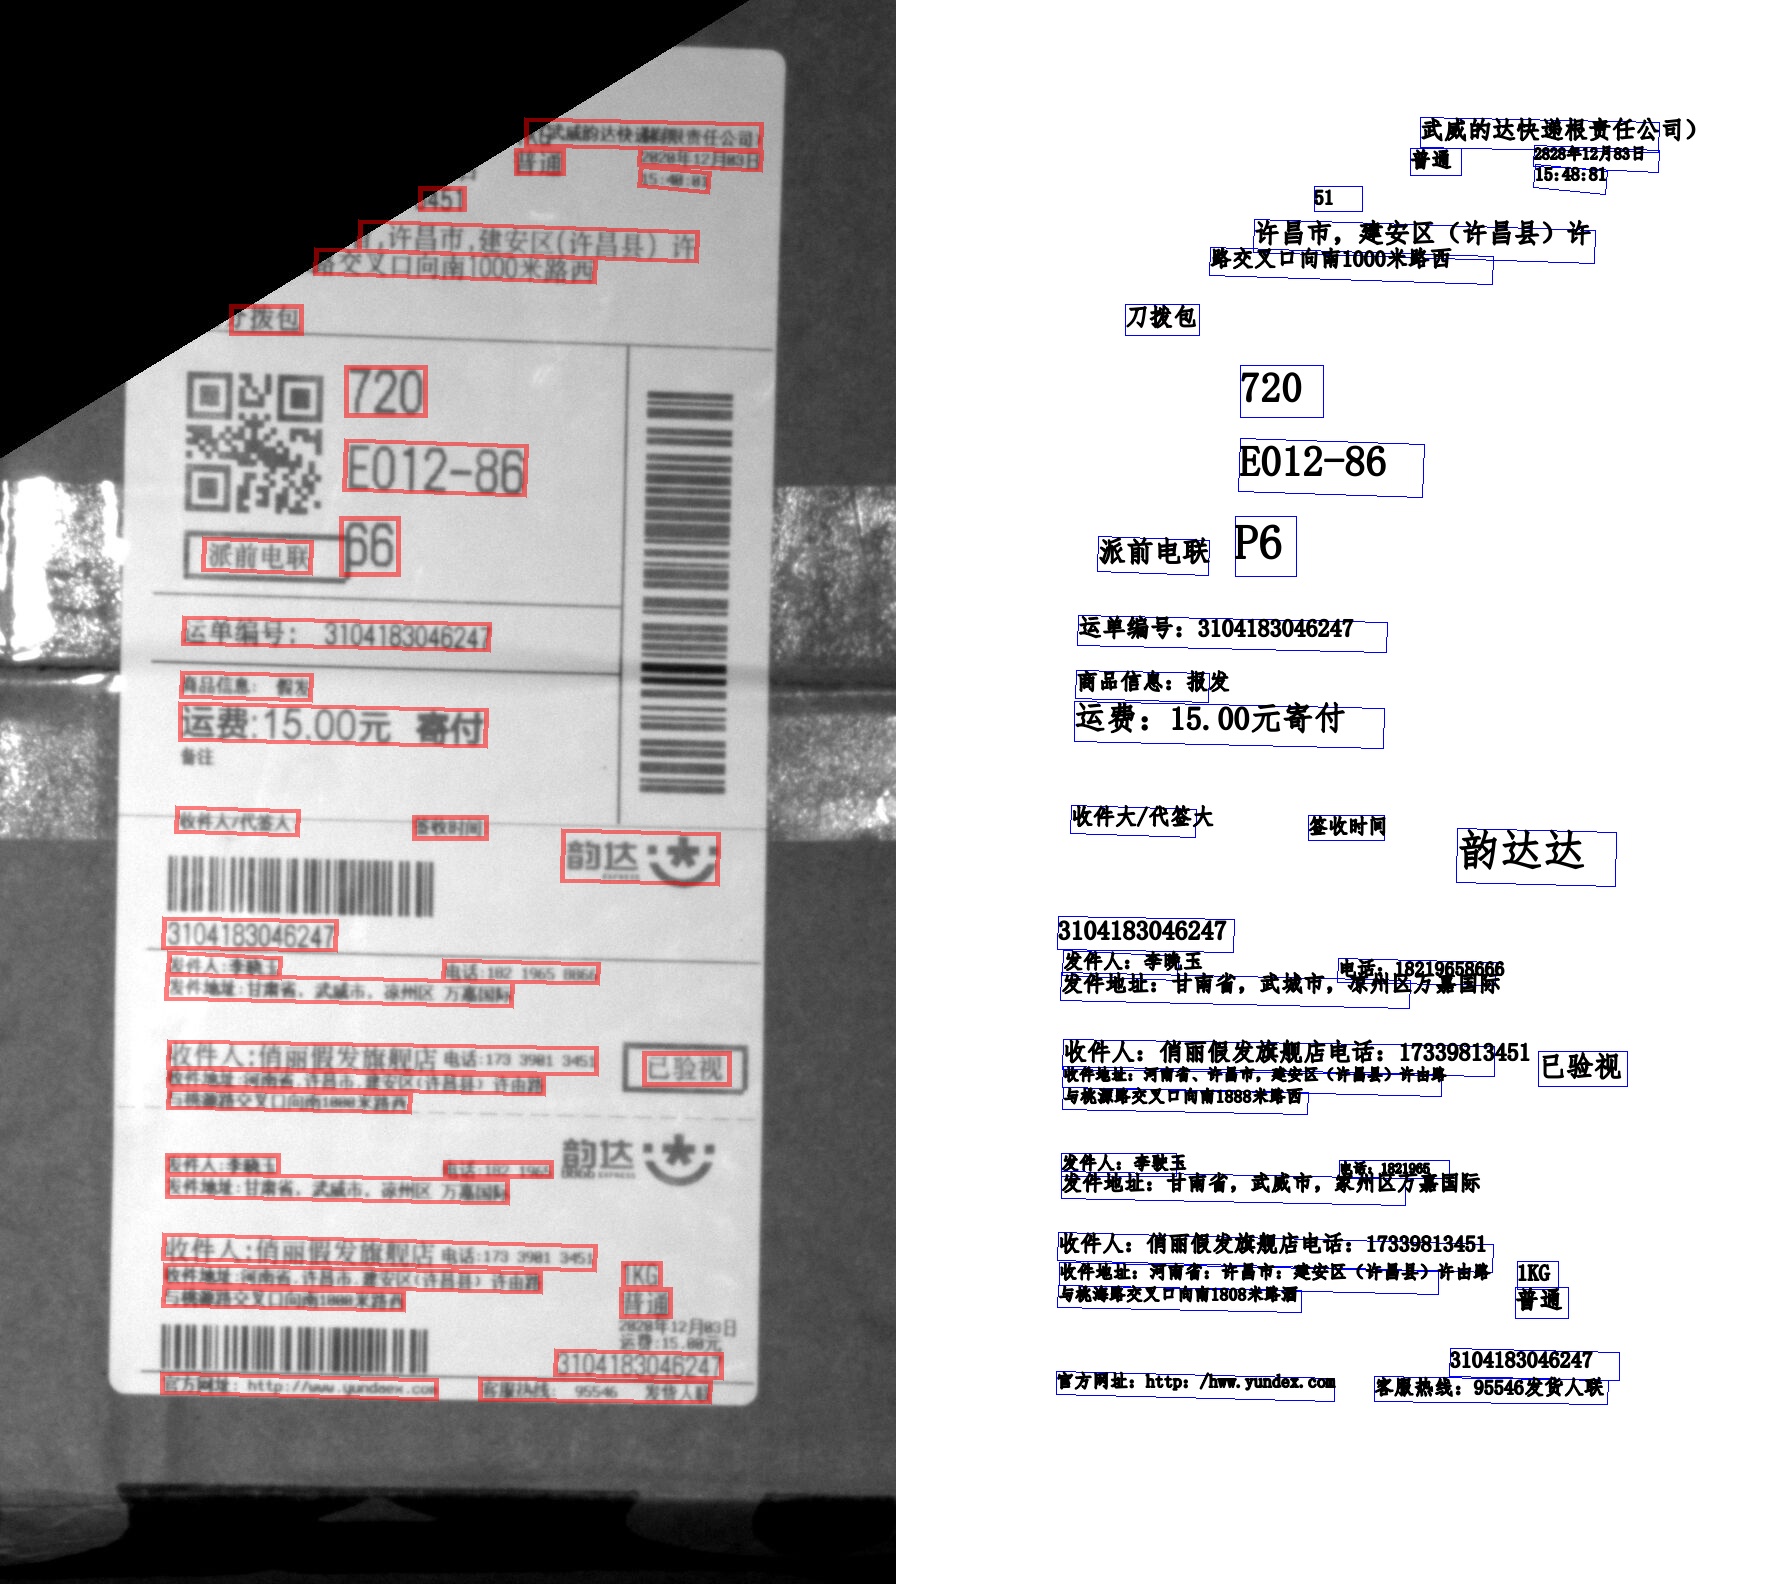 武威的达快递有限责任公司) 武威的达快递根责任公司)
普通 2020年12月03日 普通 2828年12月83日
15:40:01 15:48:81
451 51
,许昌市,建安区(许昌县) 许 许昌市, 建安区 (许昌县) 许
路交叉口向南1000米路西 路交叉口向南1000米路西
拨包 刀拨包
720 720
E012-86 E012-86
派前电联 66 派前电联 P6
运单编号: 3104183046247 运单编号: 3104183046247
商品信息: 假发 商品信息: 报发
运费:15.00元 寄付 运费: 15.00元寄付
备注
收件人/代签人 签收时间 收件大/代签大 签收时间
韵达 韵达达
EXPRESS
3104183046247 3104183046247
发件人:李晓玉 电话:182 1965 8866 发件人: 李晚玉 电话: 18219658666
发件地址:甘肃省, 武威市, 凉州区 万嘉国际 发件地址: 甘南省, 武城市, 凉州区万嘉国际
收件人:俏丽假发旗舰店 电话:173 3981 3451 已验视 收件人: 俏丽假发旗舰店电话: 17339813451 已验视
收件地址:河南省,许昌市,建安区(许昌县) 许由路 收件地址: 河南省、许昌市, 建安区 (许昌县) 许由路
与桃源路交叉口向南1000米路西 与桃源路交叉口向南1888米路西
韵达
发件人:李晓玉 电话:182 1965 8866 发件人: 李驶玉 电话: 1821965
发件地址:甘肃省, 武威市, 凉州区 万嘉国际 发件地址: 甘南省, 武威市, 家州区万嘉国际
收件人:俏丽假发旗舰店 电话:173 3981 3451 收件人: 俏丽假发旗舰店电话: 17339813451
收件地址:河南省,许昌市,建安区(许昌县) 许由路 1KG 收件地址: 河南省: 许昌市: 建安区 (许昌县) 许由路 1KG
与桃源路交叉口向南1000米路西 普通 与桃海路交叉口向南1808米路酒 普通
2020年12月03日
运费:15.00元
3104183046247 3104183046247
官方网址: http://www.yundaex.com 客服热线: 95546 发货人联 官方网址: http: /hww.yundex.com 客服热线: 95546发货人联